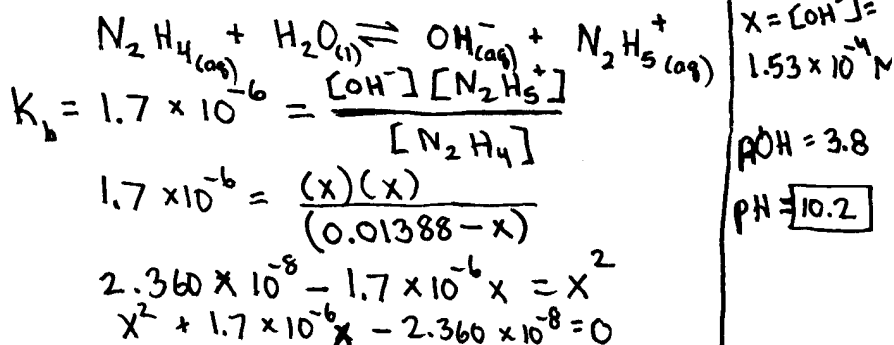 N₂H₄(aq) + H₂O(l) ⇌ OH⁻(aq) + N₂H₅⁺(aq)
K_b = 1.7 × 10⁻⁶ = [OH⁻][N₂H₅⁺] / [N₂H₄]
1.7 × 10⁻⁶ = (x)(x) / (0.01388 − x)
2.360 × 10⁻⁸ − 1.7 × 10⁻⁶ x = x²
x² + 1.7 × 10⁻⁶ x − 2.360 × 10⁻⁸ = 0
x = [OH⁻] =
1.53 × 10⁻⁴ M
pOH = 3.8
pH = 10.2